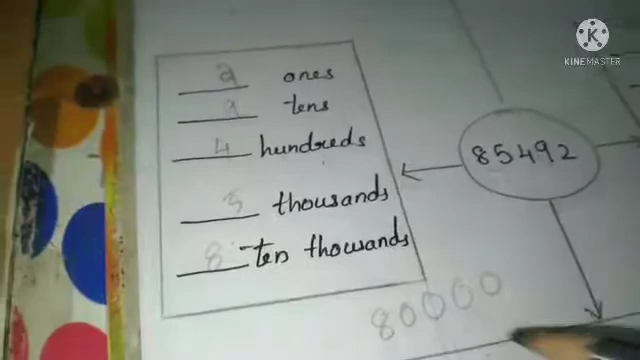 K
KINEMASTER
2 ones
9 tens
4 hundreds
5 thousands
8 ten thousands
85492
80000